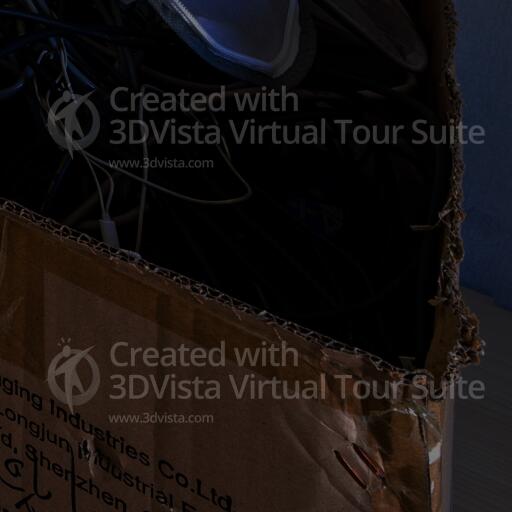 Created with
3DVista Virtual Tour Suite
www.3dvista.com
Created with
3DVista Virtual Tour Suite
www.3dvista.com
ging Industries Co.Ltd
Longjun Industrial
d, Shenzhen,